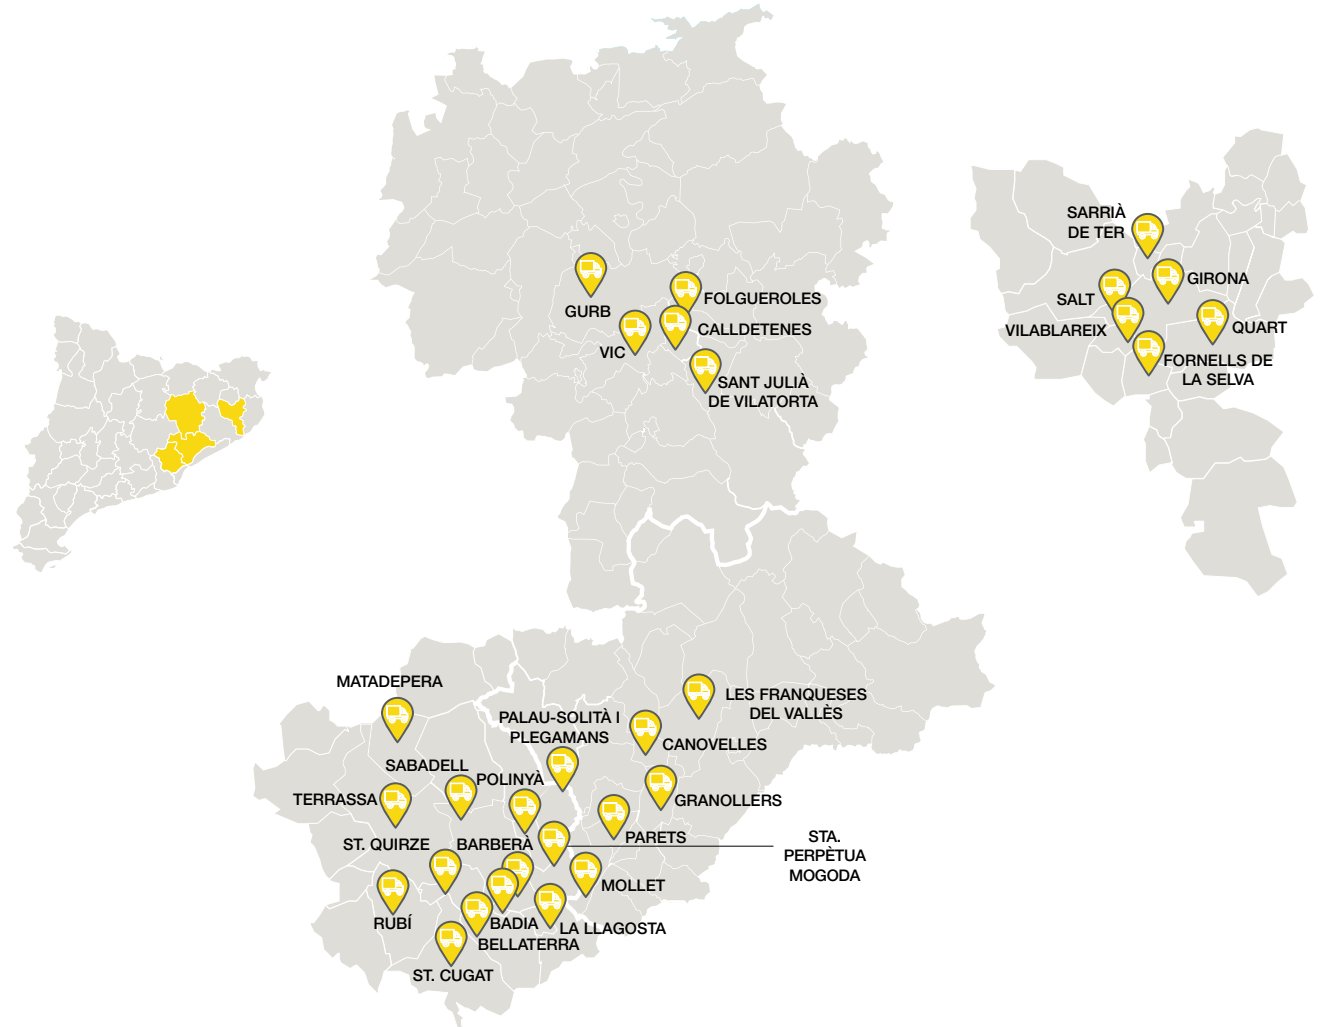 SARRIÀ
DE TER
GIRONA
SALT
VILABLAREIX
QUART
FORNELLS DE
LA SELVA
FOLGUEROLES
GURB
CALLDETENES
VIC
SANT JULIÀ
DE VILATORTA
MATADEPERA
LES FRANQUESES
DEL VALLÈS
PALAU-SOLITÀ I
PLEGAMANS
CANOVELLES
SABADELL
POLINYÀ
TERRASSA
GRANOLLERS
PARETS
STA.
PERPÈTUA
MOGODA
ST. QUIRZE
BARBERÀ
MOLLET
RUBÍ
BADIA
LA LLAGOSTA
BELLATERRA
ST. CUGAT